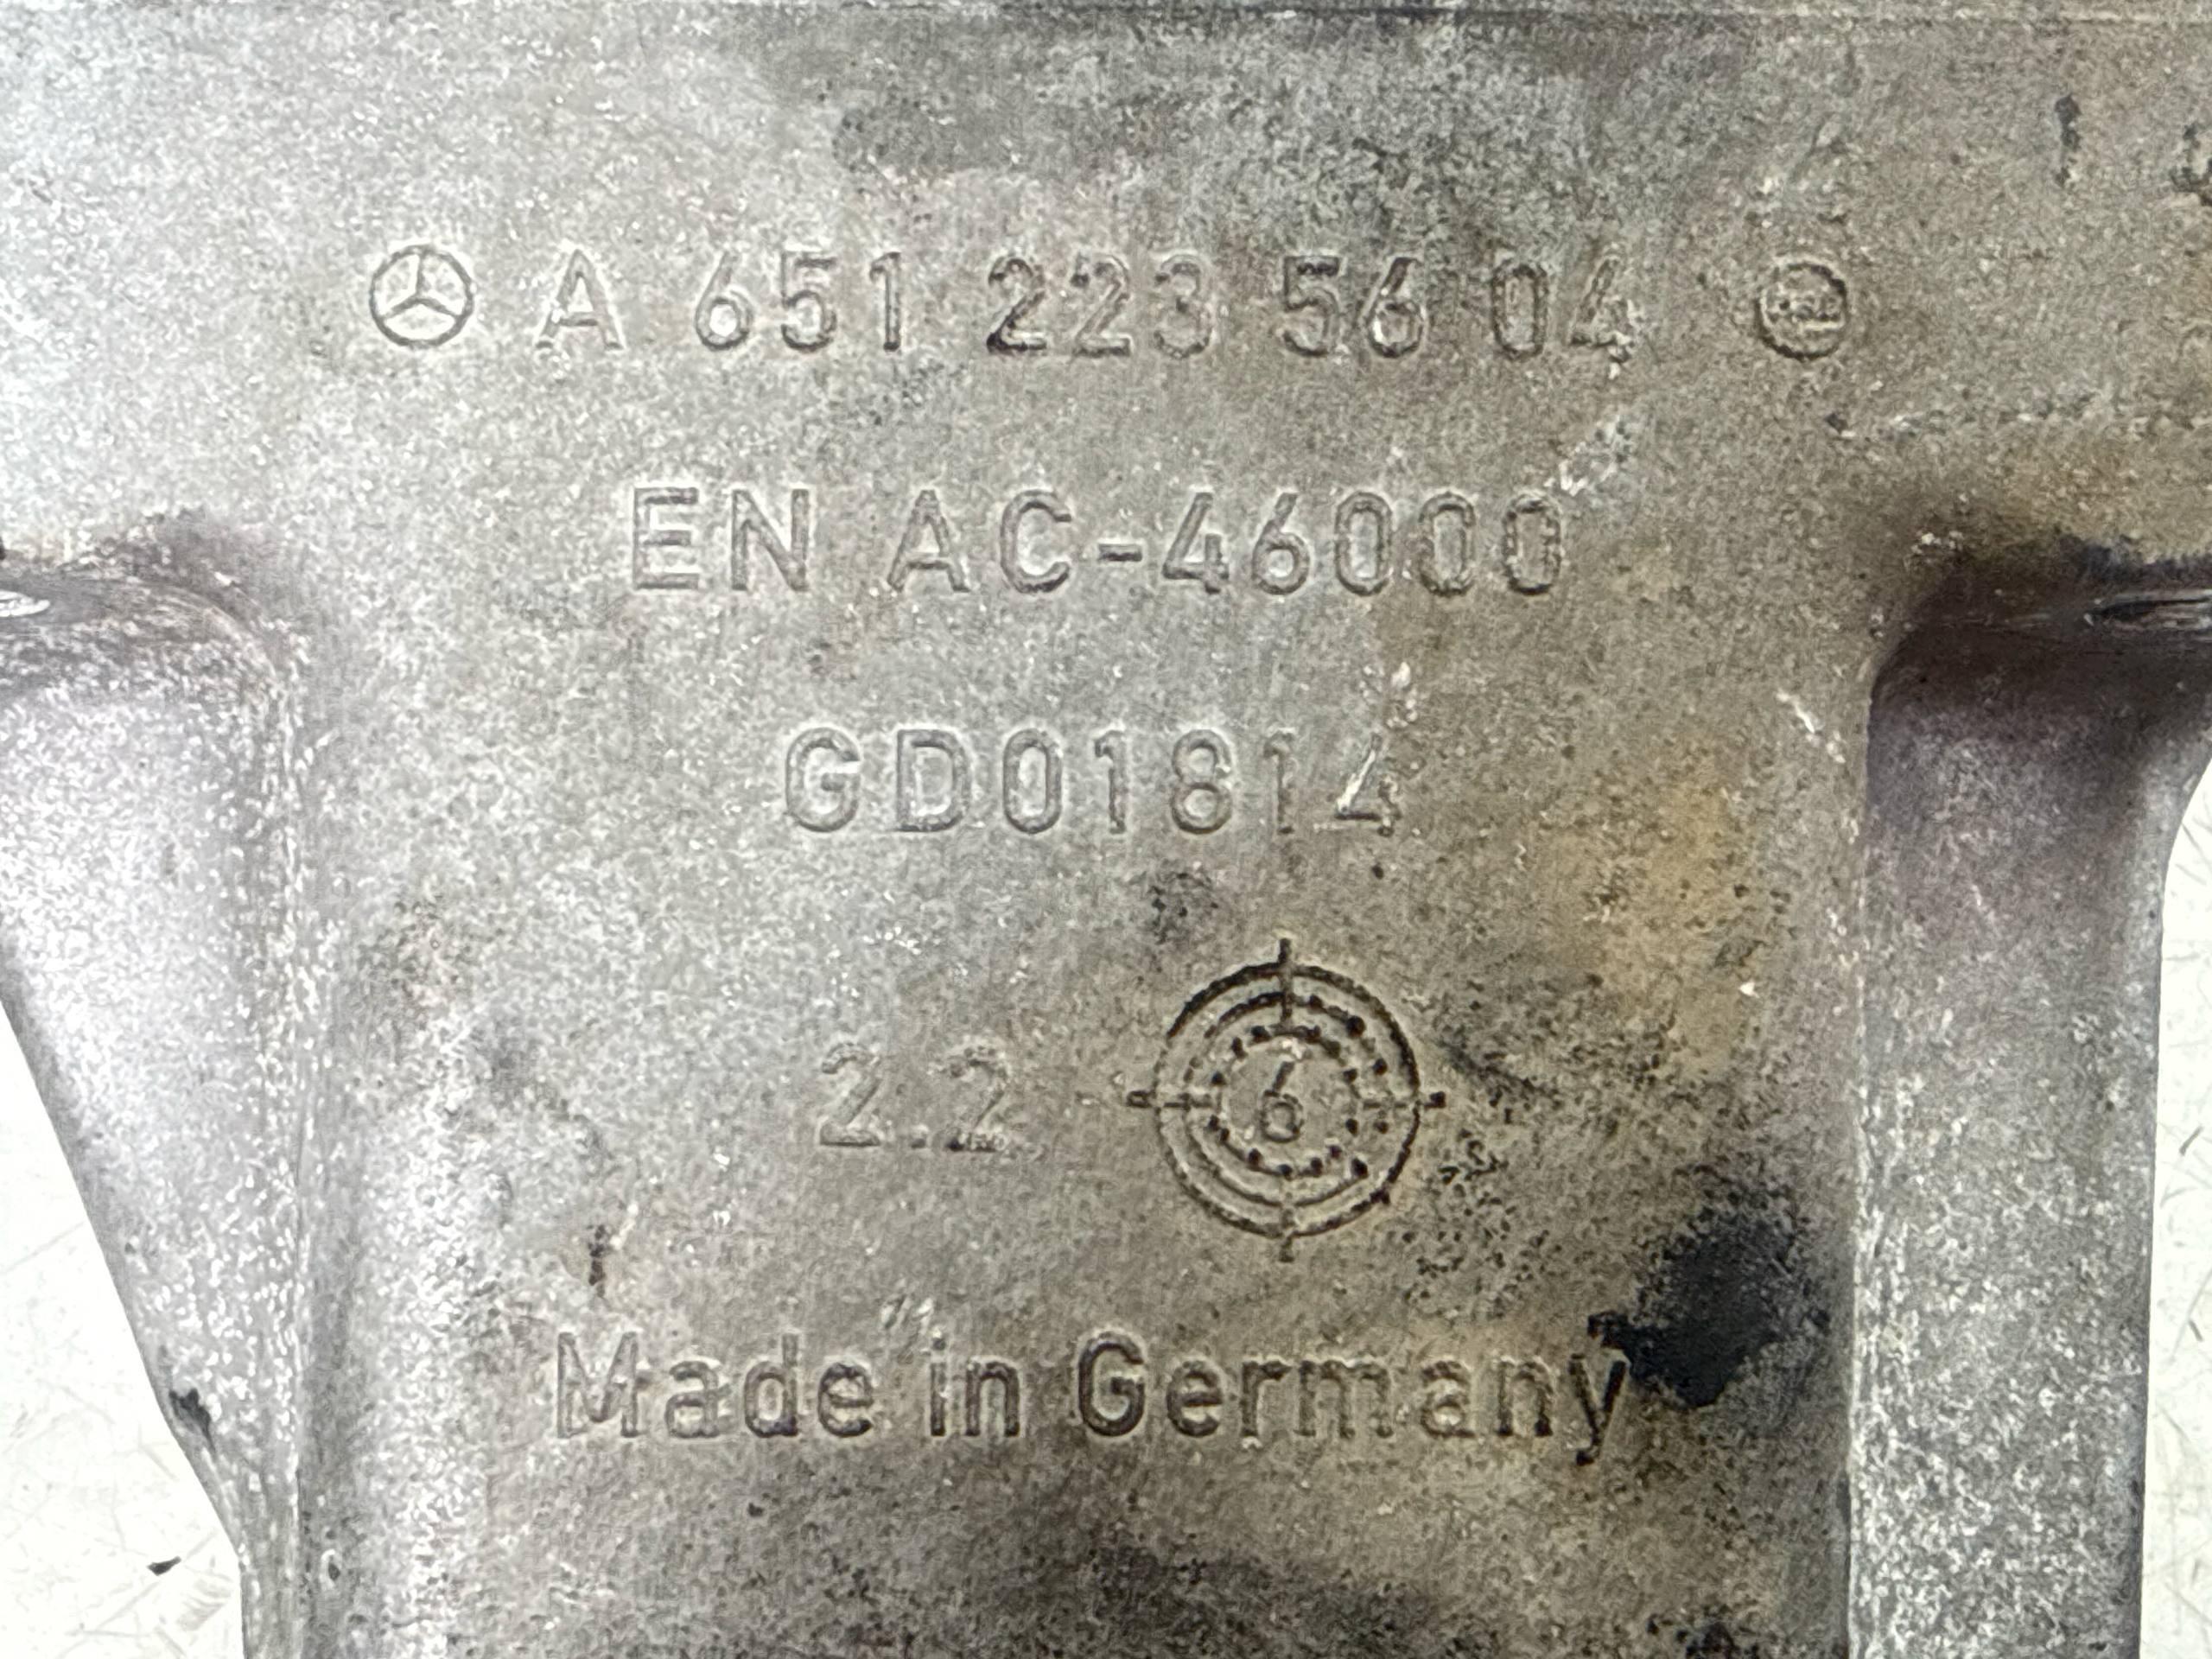 A 651 223 56 04
EN AC-46000
GD01814
2.2
6
Made in Germany